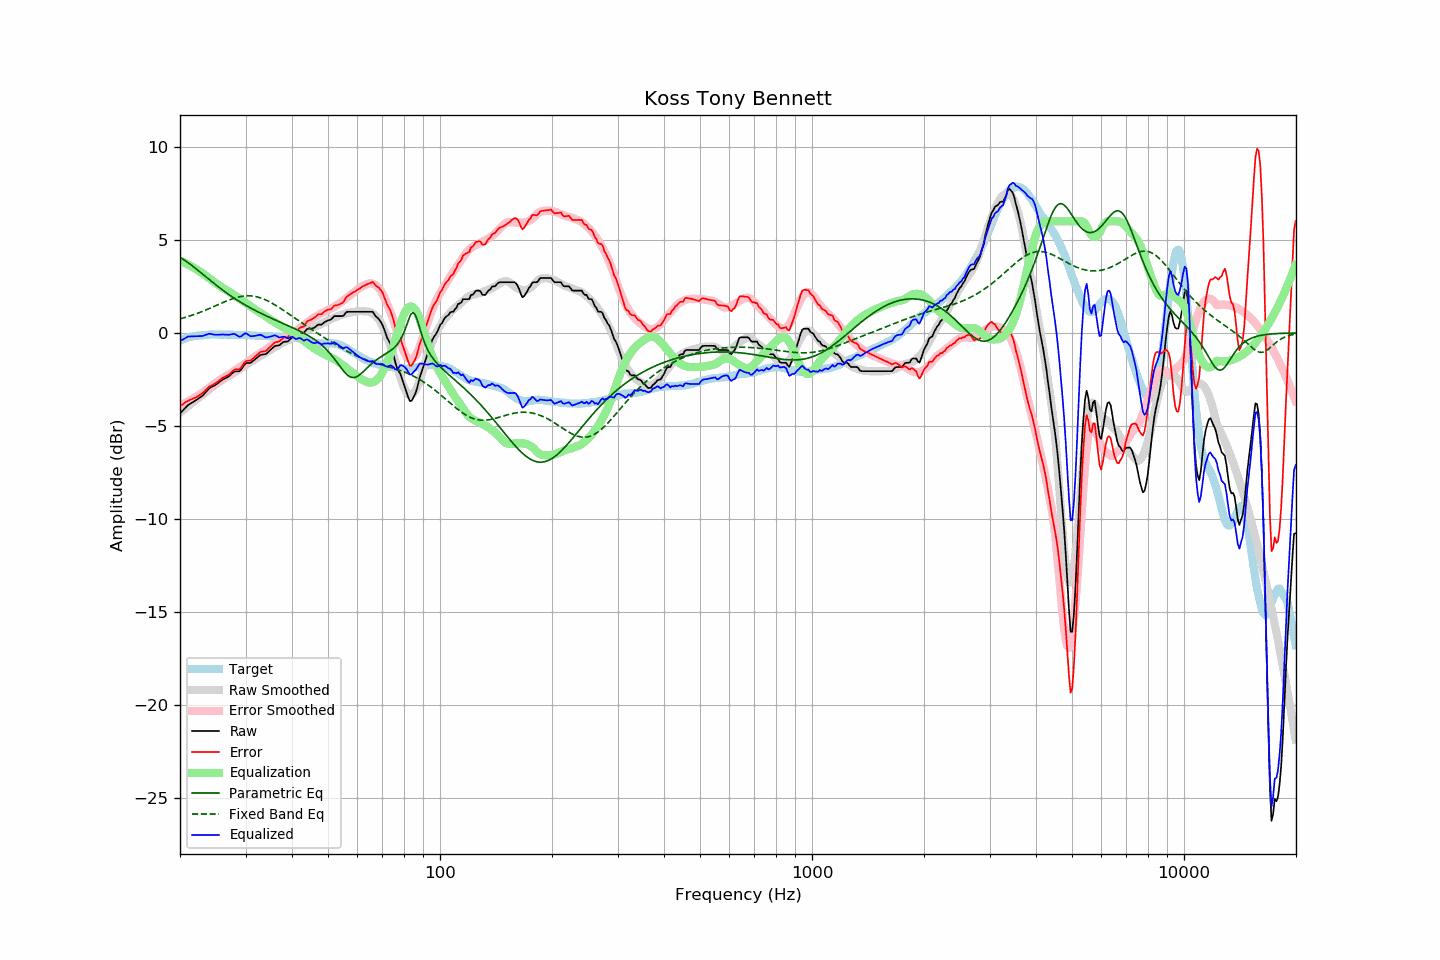 Koss Tony Bennett
10
5
0
−5
−10
−15
−20
−25
Amplitude (dBr)
Target
Raw Smoothed
Error Smoothed
Raw
Error
Equalization
Parametric Eq
Fixed Band Eq
Equalized
100 1000 10000
Frequency (Hz)